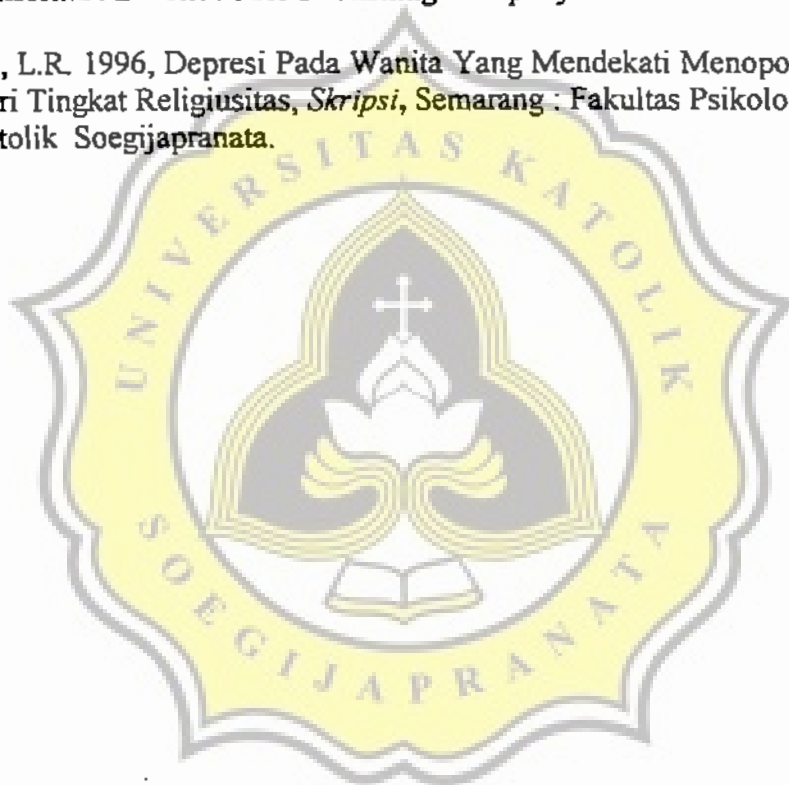 , L.R. 1996, Depresi Pada Wanita Yang Mendekati Menopo
ri Tingkat Religiusitas, Skripsi, Semarang : Fakultas Psikolo
tolik Soegijapranata.
UNIVERSITAS KATOLIK
SOEGIJAPRANATA